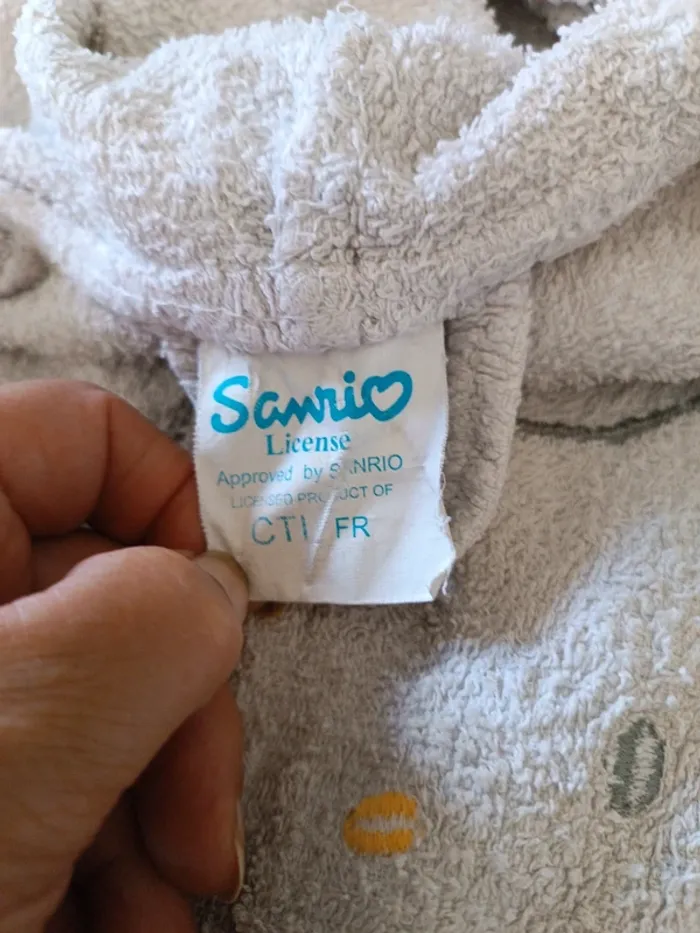 Sanrio
License
Approved by SANRIO
LICENSED PRODUCT OF
CTI FR